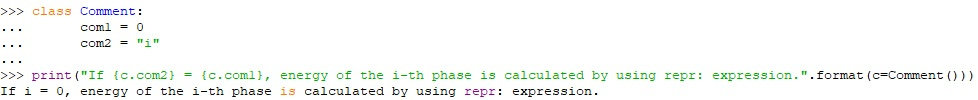 >>> class Comment:
...     com1 = 0
...     com2 = "i"
...
>>> print("If {c.com2} = {c.com1}, energy of the i-th phase is calculated by using repr: expression.".format(c=Comment()))
If i = 0, energy of the i-th phase is calculated by using repr: expression.